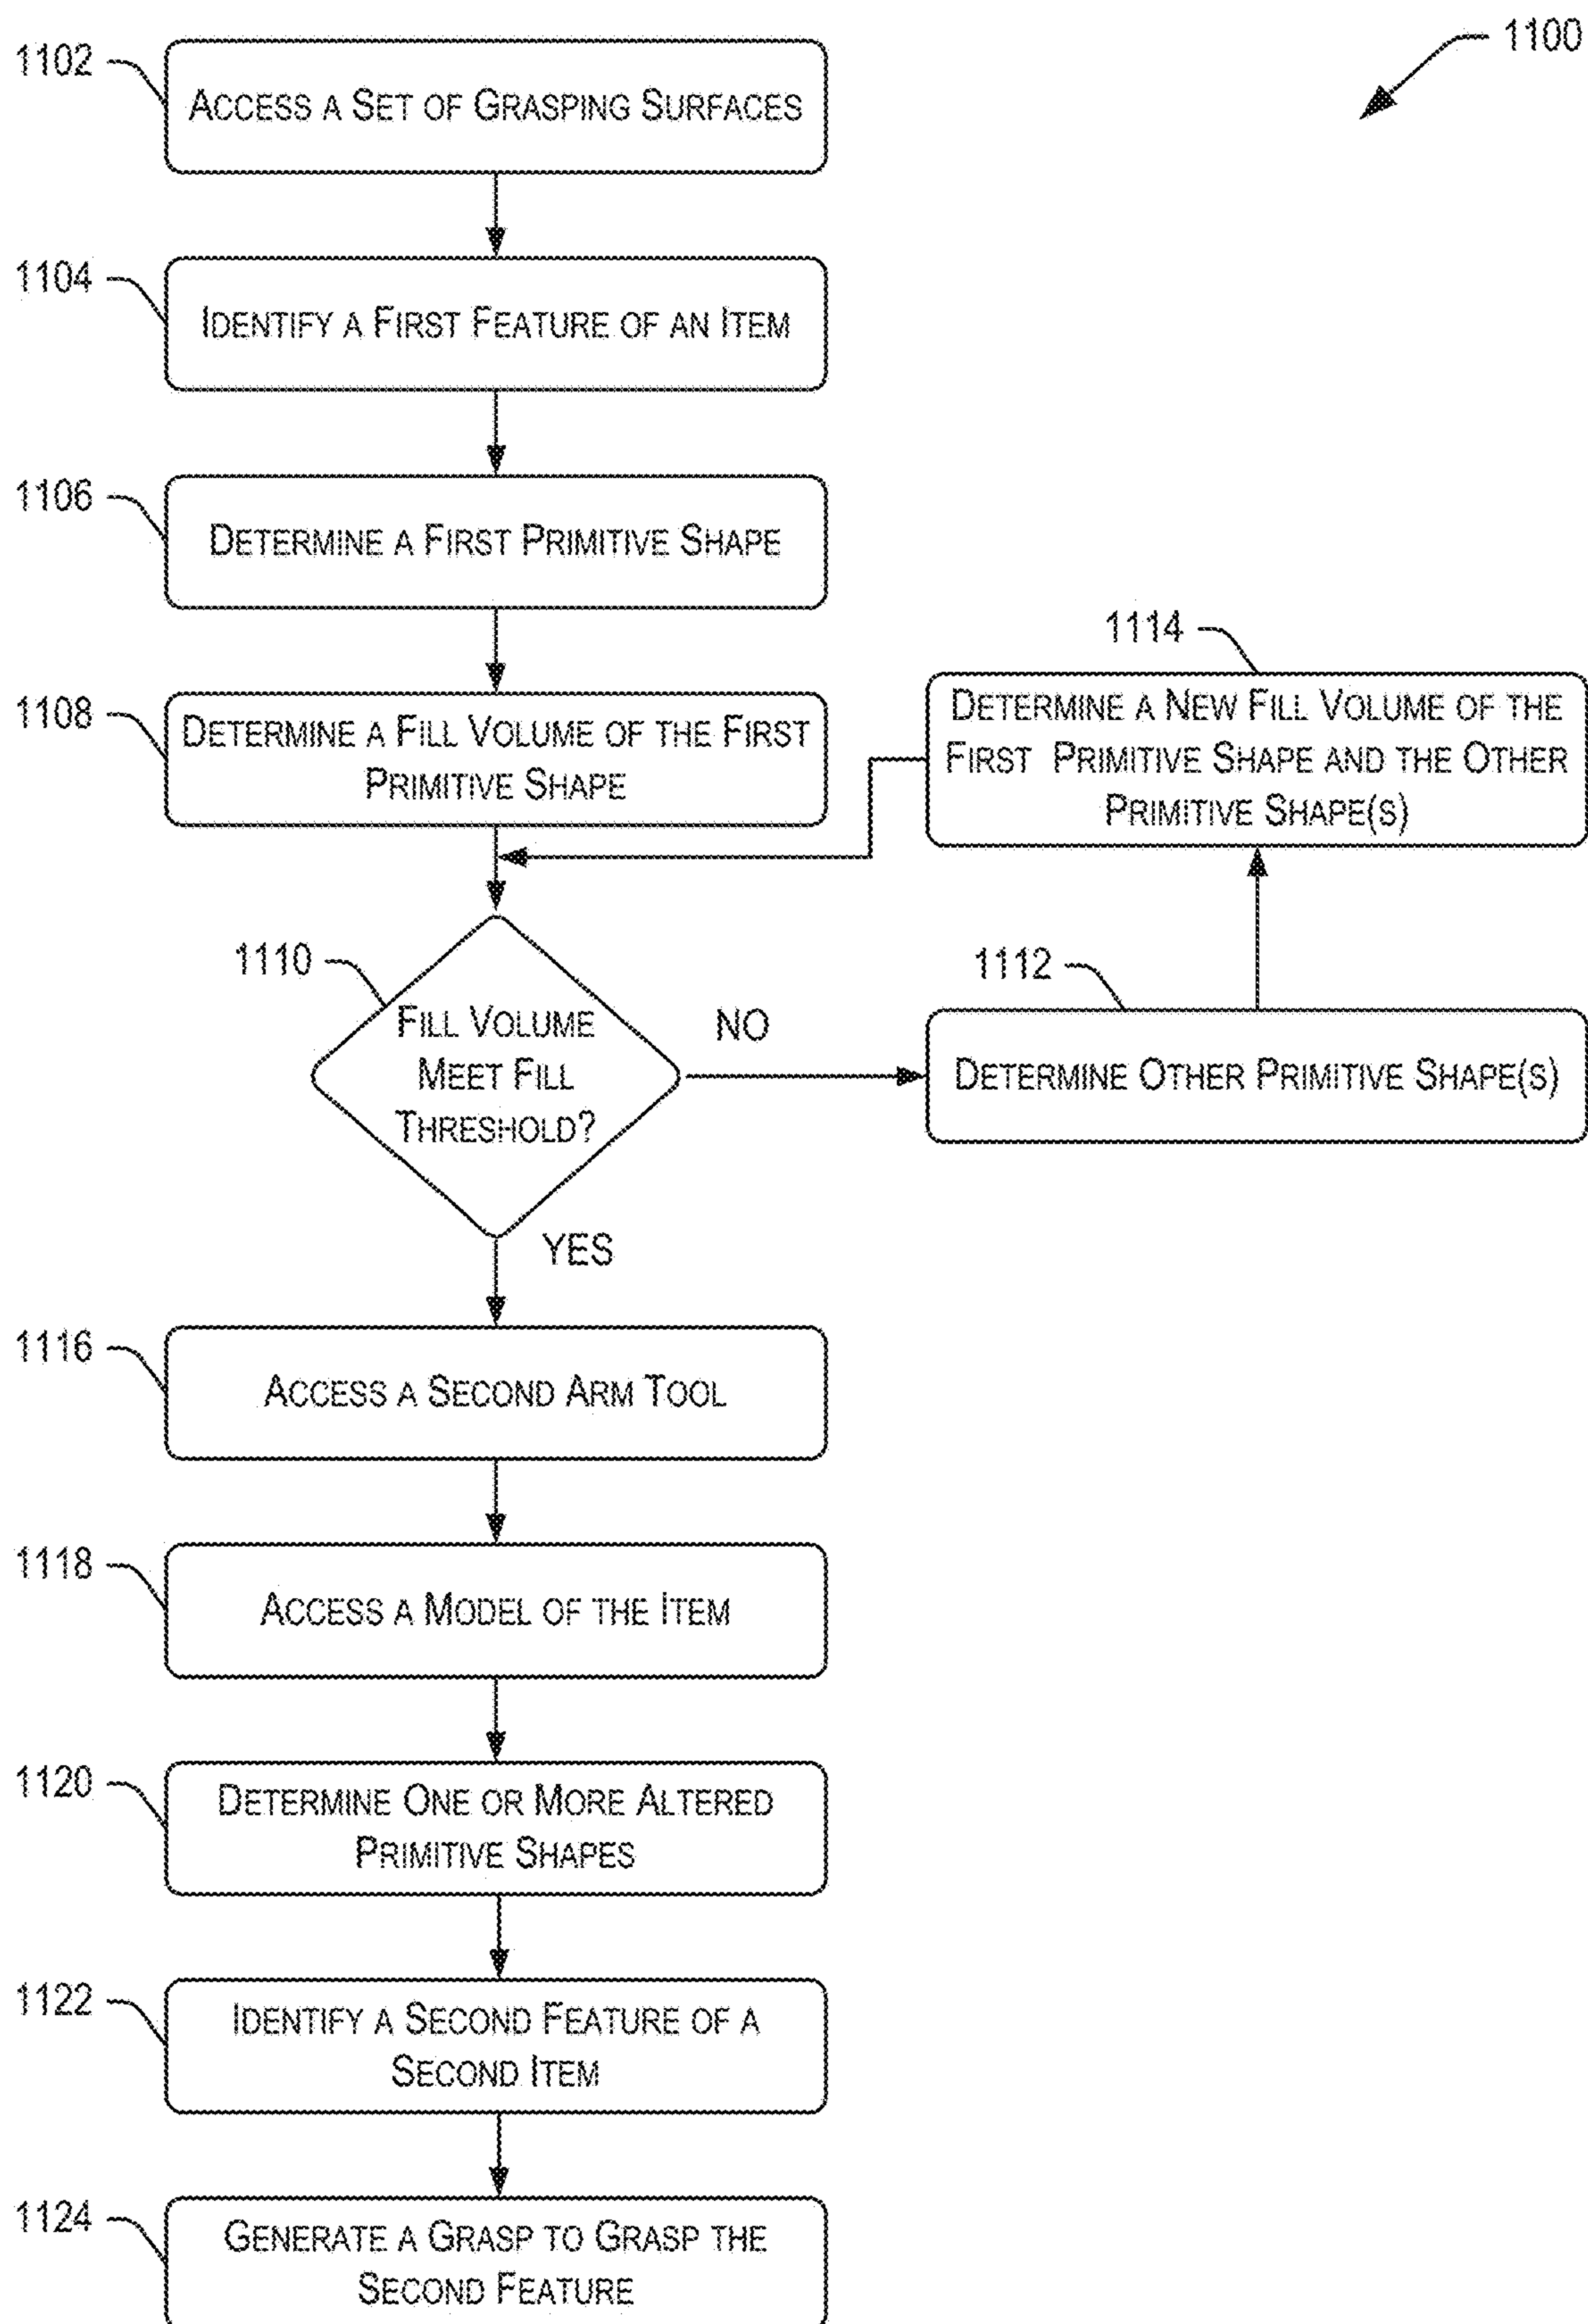 1100
1102
ACCESS A SET OF GRASPING SURFACES
1104
IDENTIFY A FIRST FEATURE OF AN ITEM
1106
DETERMINE A FIRST PRIMITIVE SHAPE
1108
DETERMINE A FILL VOLUME OF THE FIRST
PRIMITIVE SHAPE
1114
DETERMINE A NEW FILL VOLUME OF THE
FIRST PRIMITIVE SHAPE AND THE OTHER
PRIMITIVE SHAPE(S)
1110
FILL VOLUME
MEET FILL
THRESHOLD?
NO
1112
DETERMINE OTHER PRIMITIVE SHAPE(S)
YES
1116
ACCESS A SECOND ARM TOOL
1118
ACCESS A MODEL OF THE ITEM
1120
DETERMINE ONE OR MORE ALTERED
PRIMITIVE SHAPES
1122
IDENTIFY A SECOND FEATURE OF A
SECOND ITEM
1124
GENERATE A GRASP TO GRASP THE
SECOND FEATURE